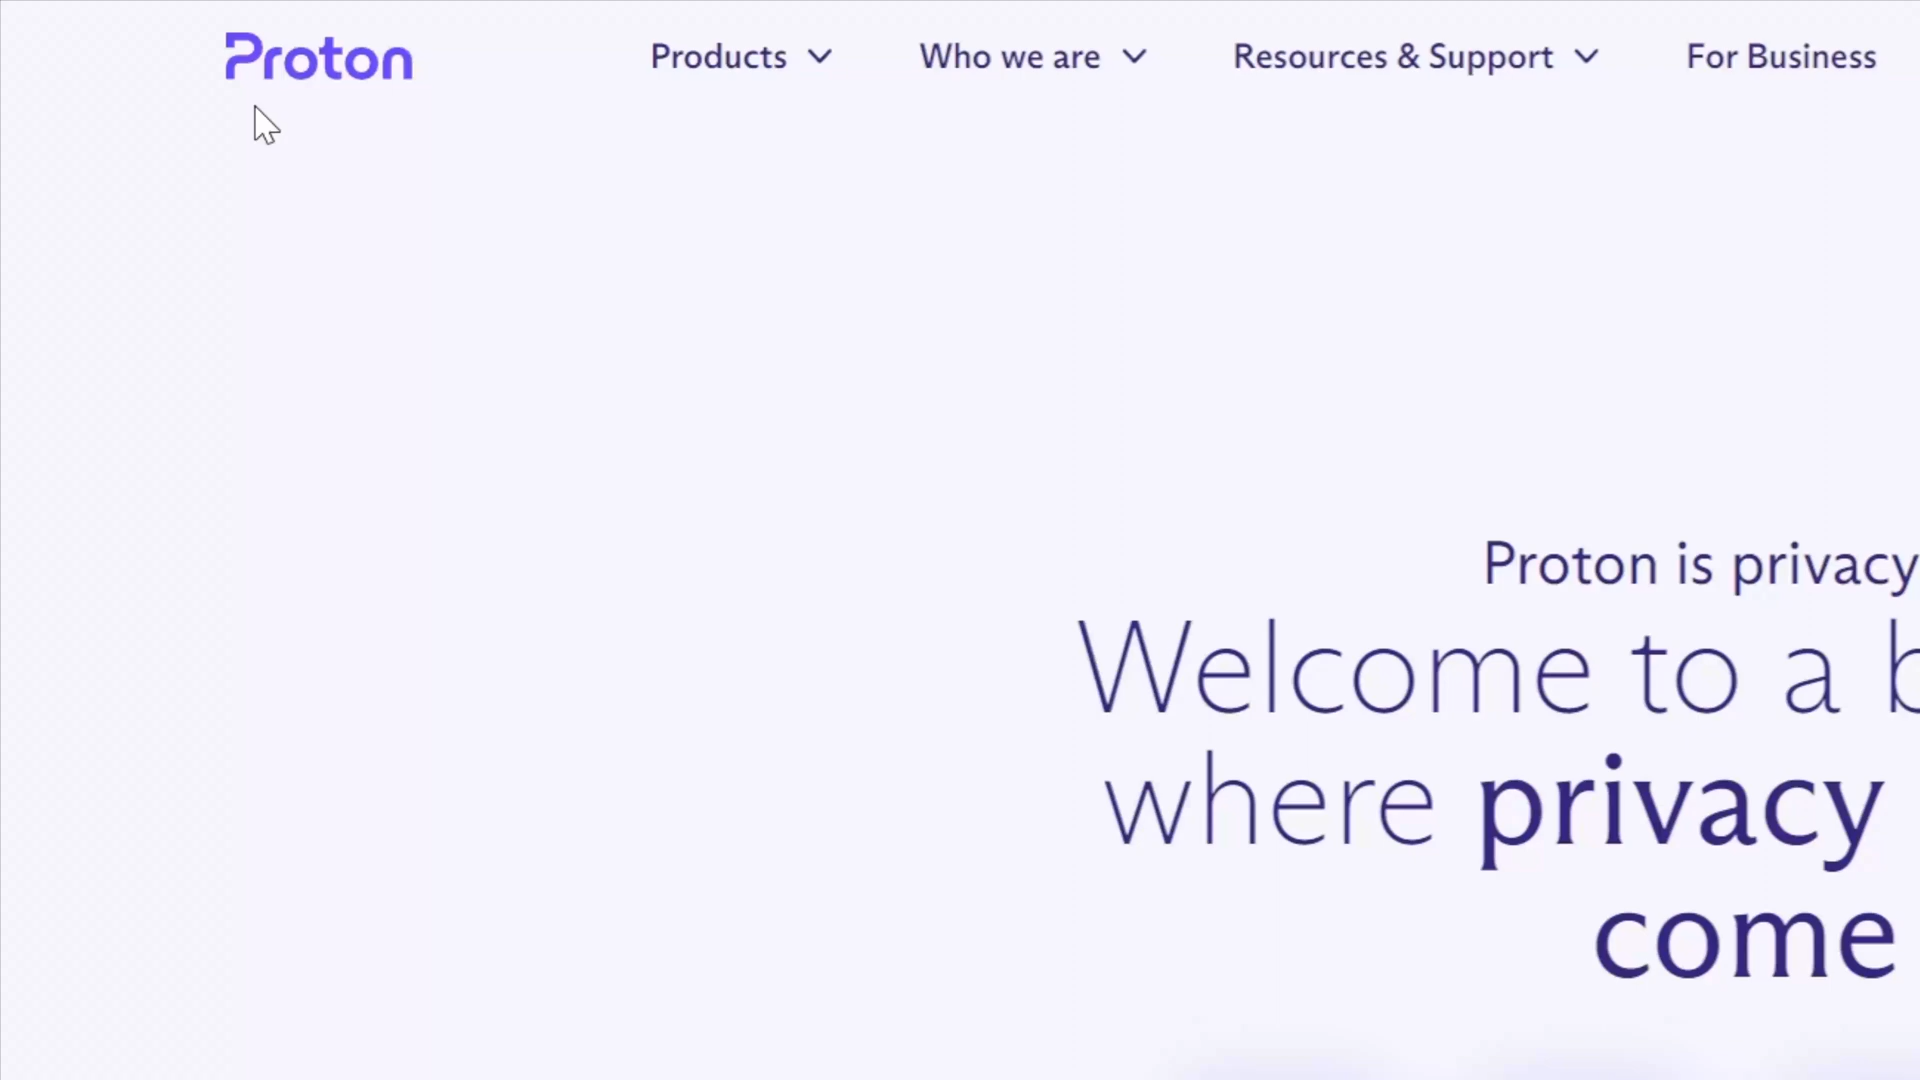 Proton
Products
Who we are
Resources & Support
For Business
Proton is privacy
Welcome to a b
where privacy
come